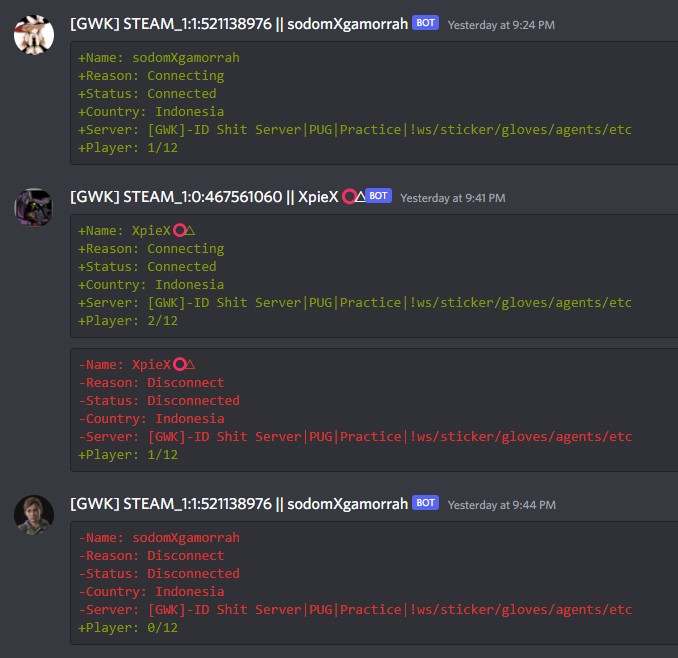 [GWK] STEAM_1:1:521138976 || sodomXgamorrah BOT Yesterday at 9:24 PM
+Name: sodomXgamorrah
+Reason: Connecting
+Status: Connected
+Country: Indonesia
+Server: [GWK]-ID Shit Server|PUG|Practice|!ws/sticker/gloves/agents/etc
+Player: 1/12
[GWK] STEAM_1:0:467561060 || XpieX ⭕△ BOT Yesterday at 9:41 PM
+Name: XpieX⭕△
+Reason: Connecting
+Status: Connected
+Country: Indonesia
+Server: [GWK]-ID Shit Server|PUG|Practice|!ws/sticker/gloves/agents/etc
+Player: 2/12
-Name: XpieX⭕△
-Reason: Disconnect
-Status: Disconnected
-Country: Indonesia
-Server: [GWK]-ID Shit Server|PUG|Practice|!ws/sticker/gloves/agents/etc
+Player: 1/12
[GWK] STEAM_1:1:521138976 || sodomXgamorrah BOT Yesterday at 9:44 PM
-Name: sodomXgamorrah
-Reason: Disconnect
-Status: Disconnected
-Country: Indonesia
-Server: [GWK]-ID Shit Server|PUG|Practice|!ws/sticker/gloves/agents/etc
+Player: 0/12